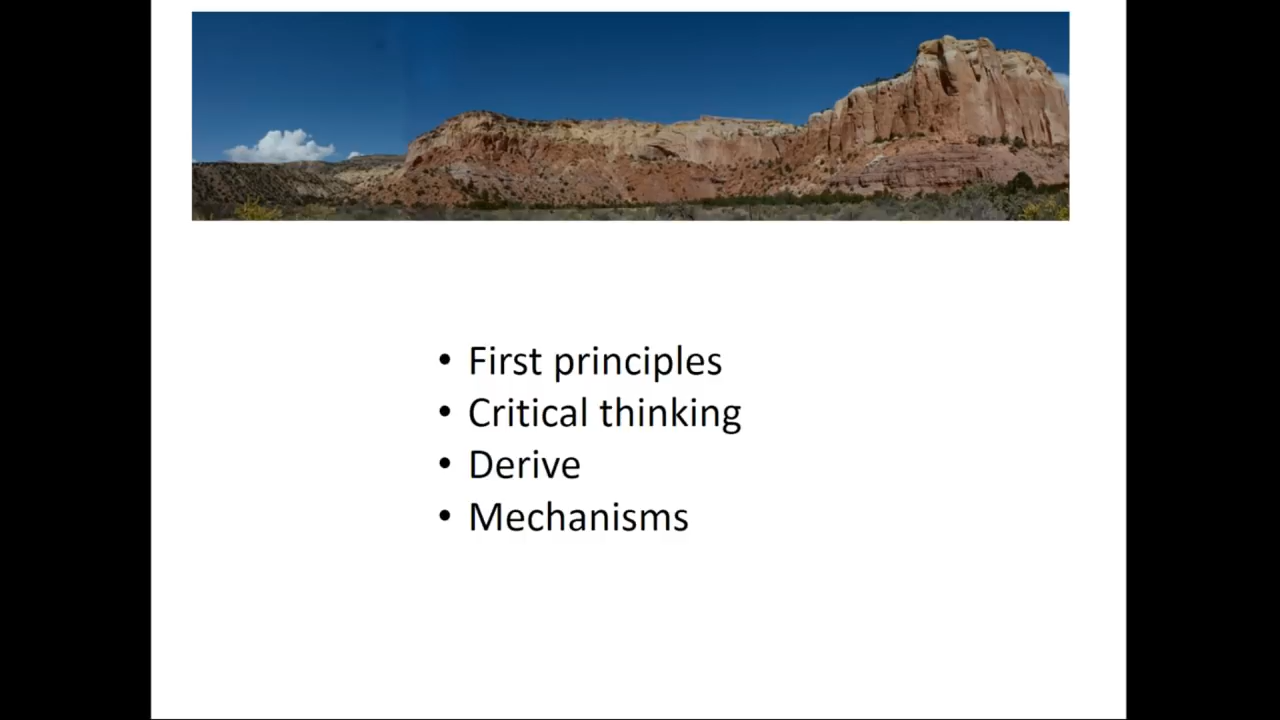 • First principles
• Critical thinking
• Derive
• Mechanisms